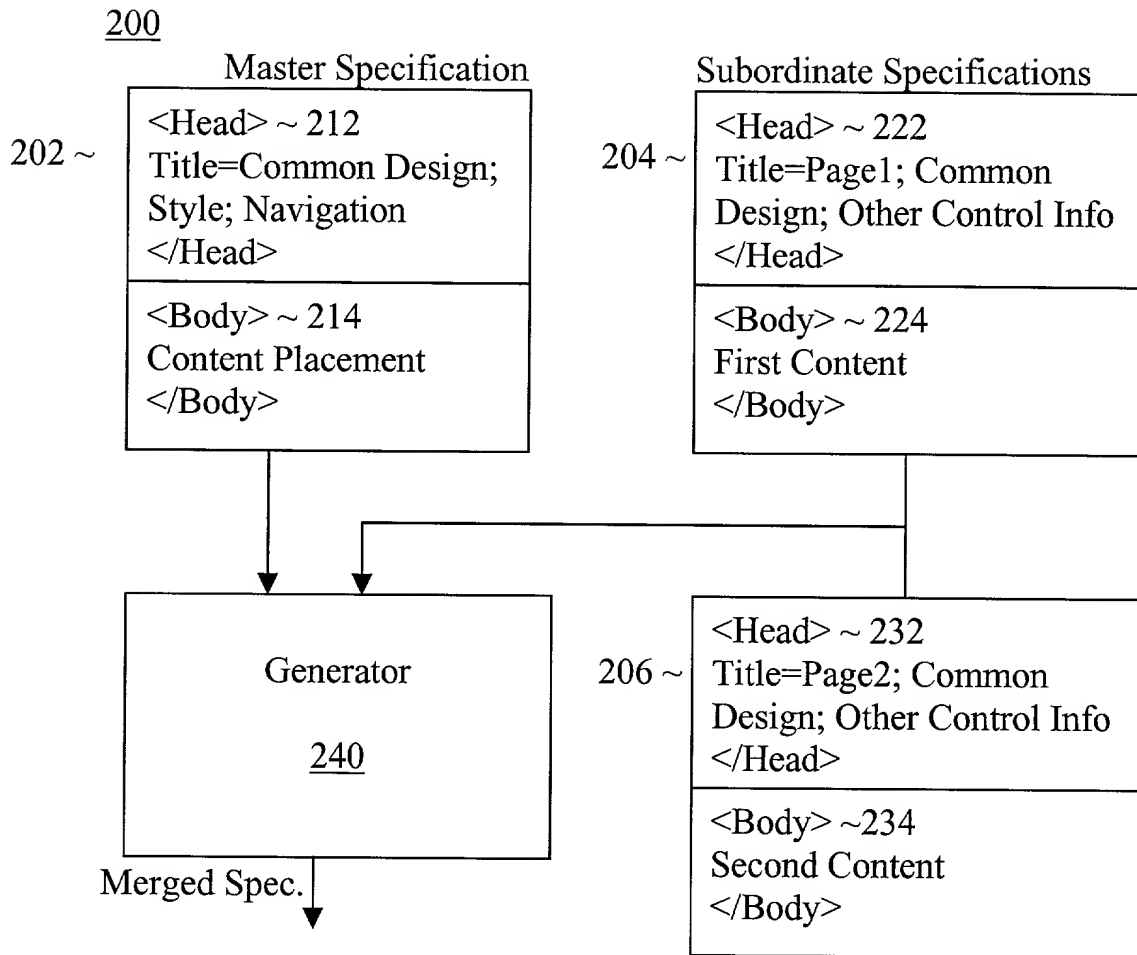 200
Master Specification
202 ~
<Head> ~ 212
Title=Common Design;
Style; Navigation
</Head>
<Body> ~ 214
Content Placement
</Body>
Subordinate Specifications
204 ~
<Head> ~ 222
Title=Page1; Common
Design; Other Control Info
</Head>
<Body> ~ 224
First Content
</Body>
Generator
240
Merged Spec.
206 ~
<Head> ~ 232
Title=Page2; Common
Design; Other Control Info
</Head>
<Body> ~234
Second Content
</Body>